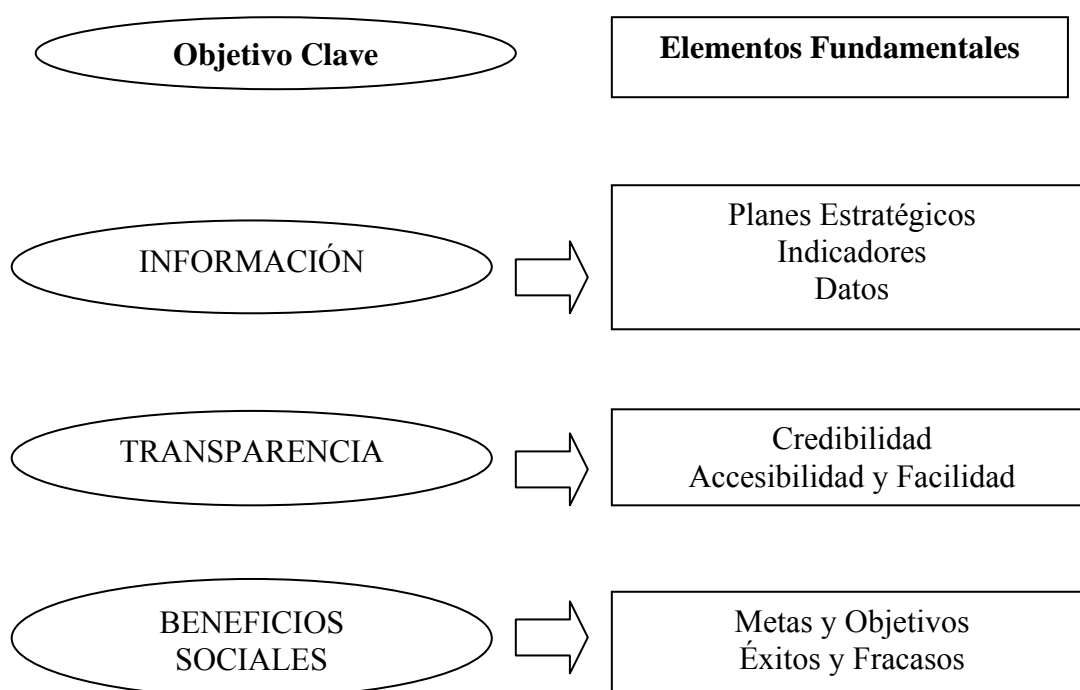 Objetivo Clave
Elementos Fundamentales
INFORMACIÓN
Planes Estratégicos
Indicadores
Datos
TRANSPARENCIA
Credibilidad
Accesibilidad y Facilidad
BENEFICIOS
SOCIALES
Metas y Objetivos
Éxitos y Fracasos